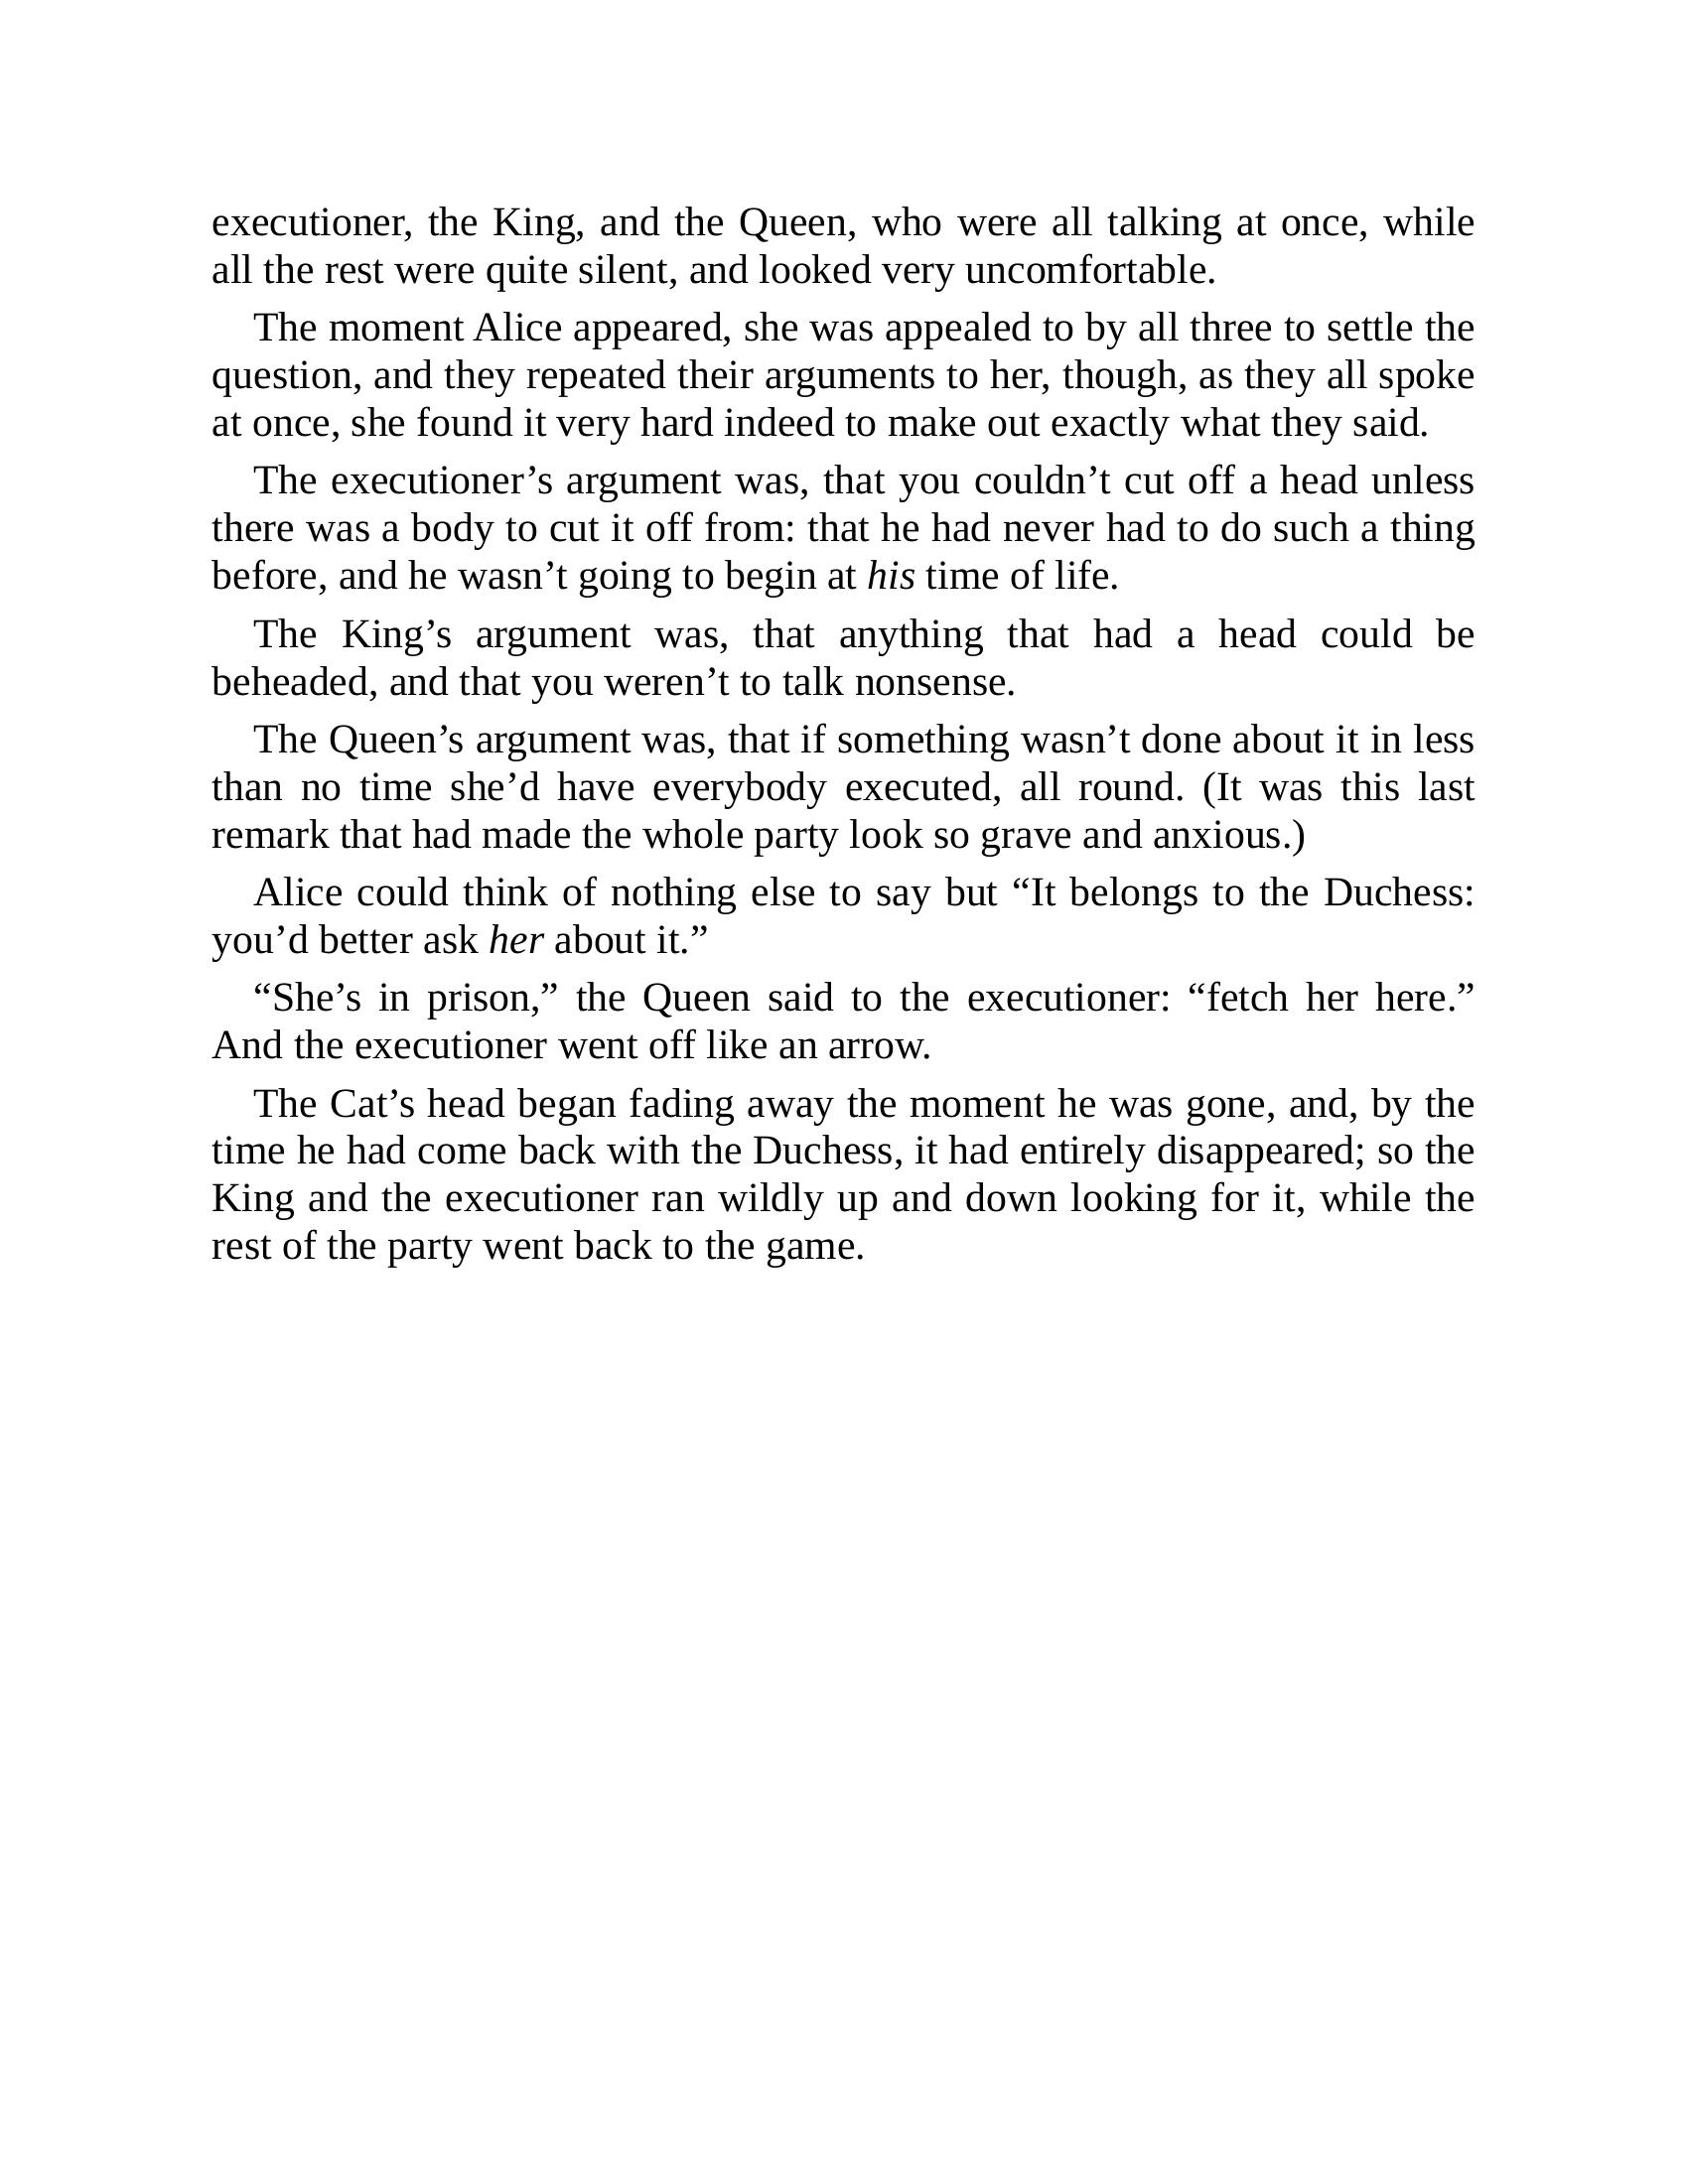 executioner, the King, and the Queen, who were all talking at once, while
all the rest were quite silent, and looked very uncomfortable.
The moment Alice appeared, she was appealed to by all three to settle the
question, and they repeated their arguments to her, though, as they all spoke
at once, she found it very hard indeed to make out exactly what they said.
The executioner’s argument was, that you couldn’t cut off a head unless
there was a body to cut it off from: that he had never had to do such a thing
before, and he wasn’t going to begin at his time of life.
The King’s argument was, that anything that had a head could be
beheaded, and that you weren’t to talk nonsense.
The Queen’s argument was, that if something wasn’t done about it in less
than no time she’d have everybody executed, all round. (It was this last
remark that had made the whole party look so grave and anxious.)
Alice could think of nothing else to say but “It belongs to the Duchess:
you’d better ask her about it.”
“She’s in prison,” the Queen said to the executioner: “fetch her here.”
And the executioner went off like an arrow.
The Cat’s head began fading away the moment he was gone, and, by the
time he had come back with the Duchess, it had entirely disappeared; so the
King and the executioner ran wildly up and down looking for it, while the
rest of the party went back to the game.